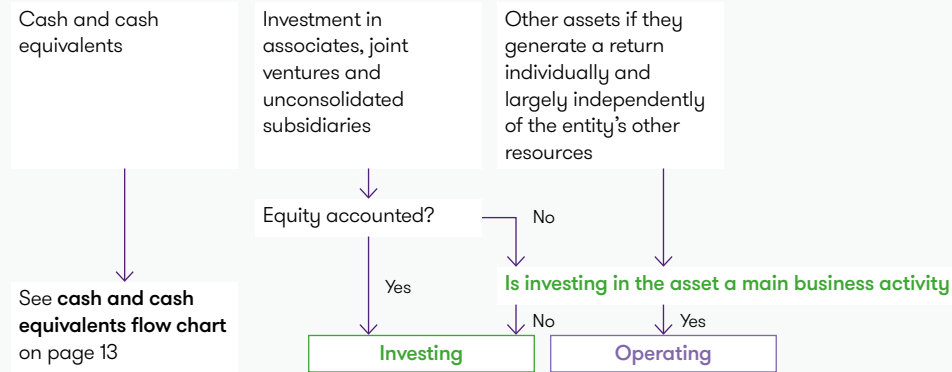 Cash and cash
equivalents
Investment in
associates, joint
ventures and
unconsolidated
subsidiaries
Other assets if they
generate a return
individually and
largely independently
of the entity's other
resources
Equity accounted?
No
Yes
Is investing in the asset a main business activity
See cash and cash
equivalents flow chart
on page 13
No
Yes
Investing
Operating